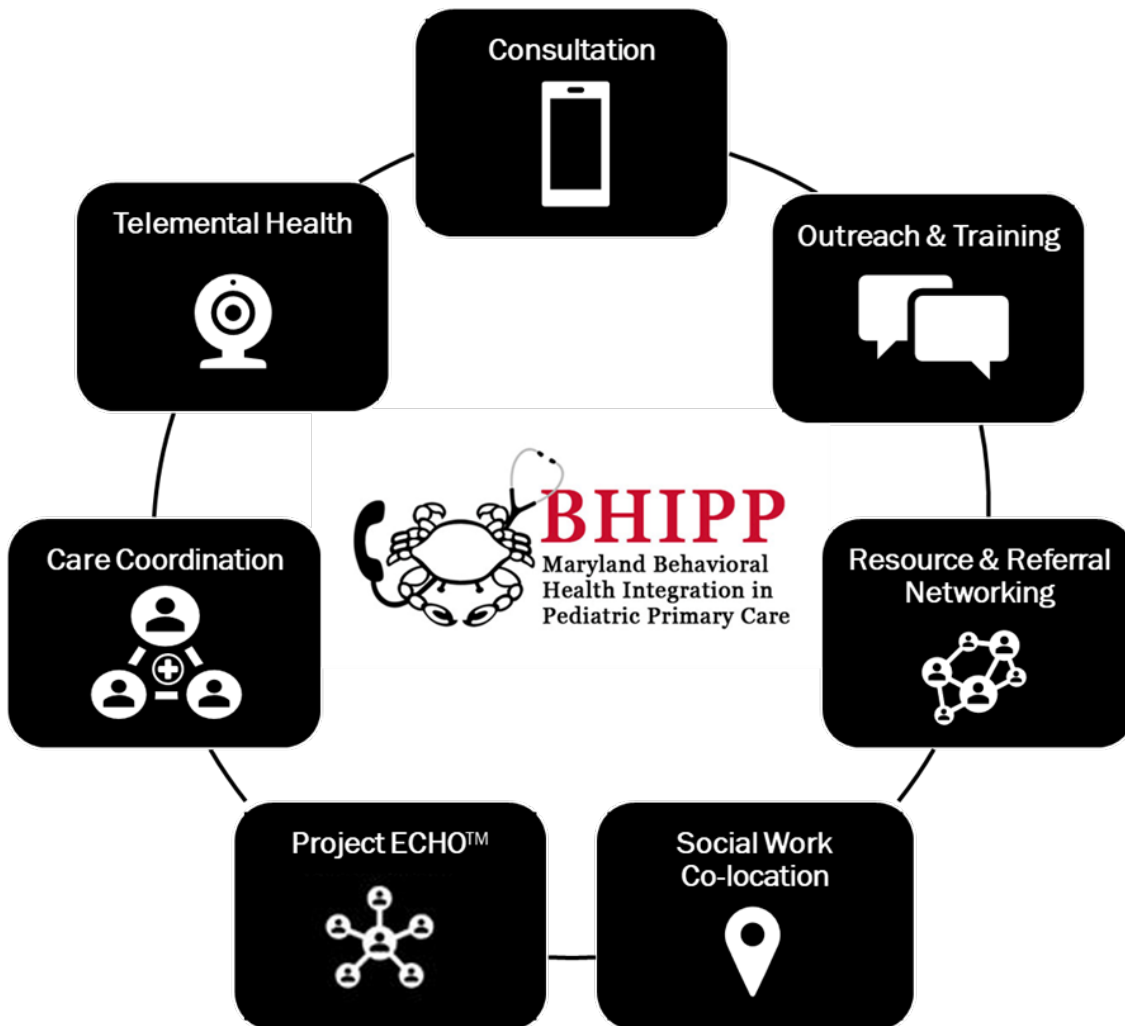 Consultation
Outreach & Training
Resource & Referral
Networking
Social Work
Co-location
Project ECHO™
Care Coordination
Telemental Health
BHIPP
Maryland Behavioral
Health Integration in
Pediatric Primary Care